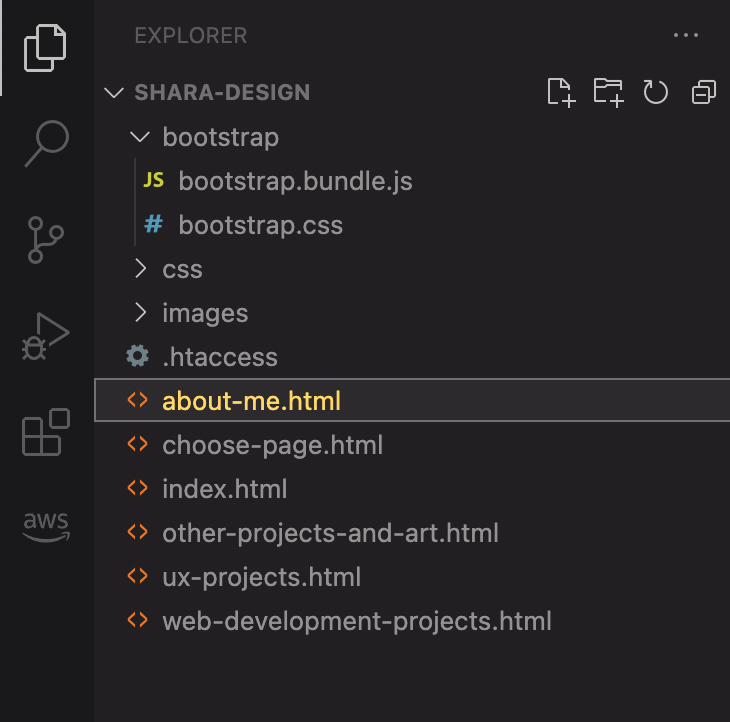 EXPLORER
SHARA-DESIGN
bootstrap
JS bootstrap.bundle.js
# bootstrap.css
css
images
.htaccess
about-me.html
choose-page.html
index.html
other-projects-and-art.html
ux-projects.html
web-development-projects.html
aws